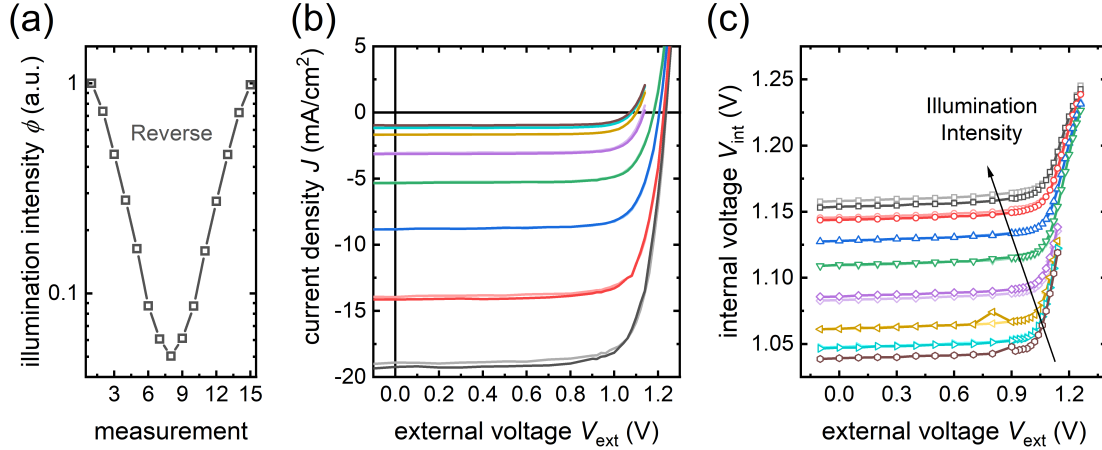 (a)
illumination intensity ϕ (a.u.)
1
0.1
Reverse
3 6 9 12 15
measurement
(b)
current density J (mA/cm²)
5
0
-5
-10
-15
-20
0.0 0.2 0.4 0.6 0.8 1.0 1.2
external voltage Vext (V)
(c)
internal voltage Vint (V)
1.25
1.20
1.15
1.10
1.05
Illumination
Intensity
0.0 0.3 0.6 0.9 1.2
external voltage Vext (V)